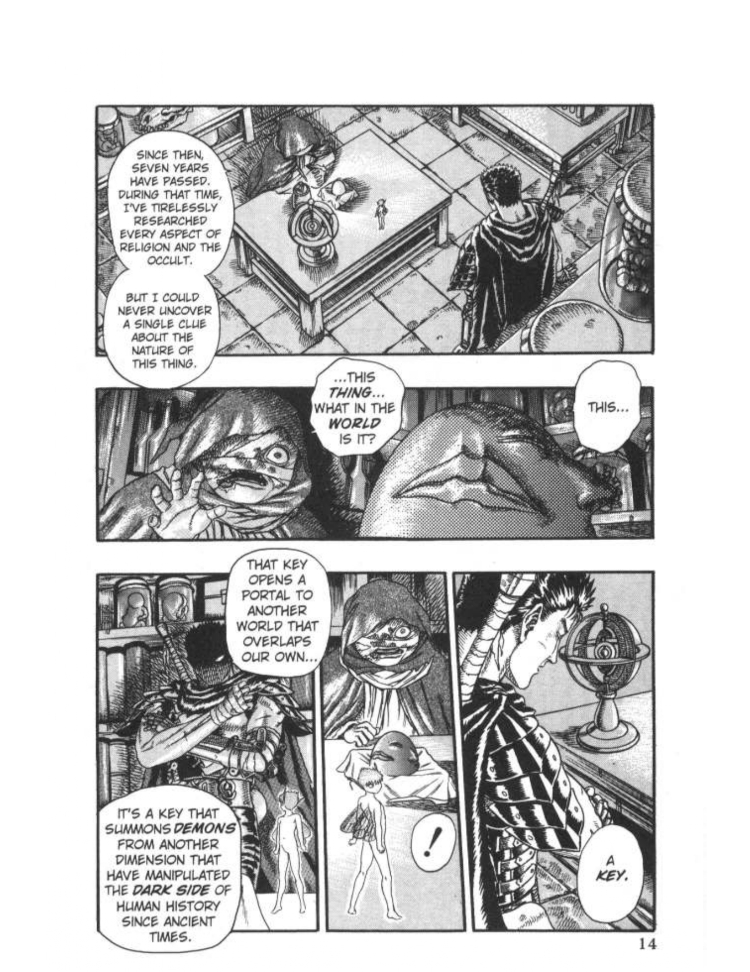 SINCE THEN,
SEVEN YEARS
HAVE PASSED.
DURING THAT TIME,
I'VE TIRELESSLY
RESEARCHED
EVERY ASPECT OF
RELIGION AND THE
OCCULT.
BUT I COULD
NEVER UNCOVER
A SINGLE CLUE
ABOUT THE
NATURE OF
THIS THING.
THIS...
...THIS
THING...
WHAT IN THE
WORLD
IS IT?
A
KEY.
!
THAT KEY
OPENS A
PORTAL TO
ANOTHER
WORLD THAT
OVERLAPS
OUR OWN...
IT'S A KEY THAT
SUMMONS DEMONS
FROM ANOTHER
DIMENSION THAT
HAVE MANIPULATED
THE DARK SIDE OF
HUMAN HISTORY
SINCE ANCIENT
TIMES.
14